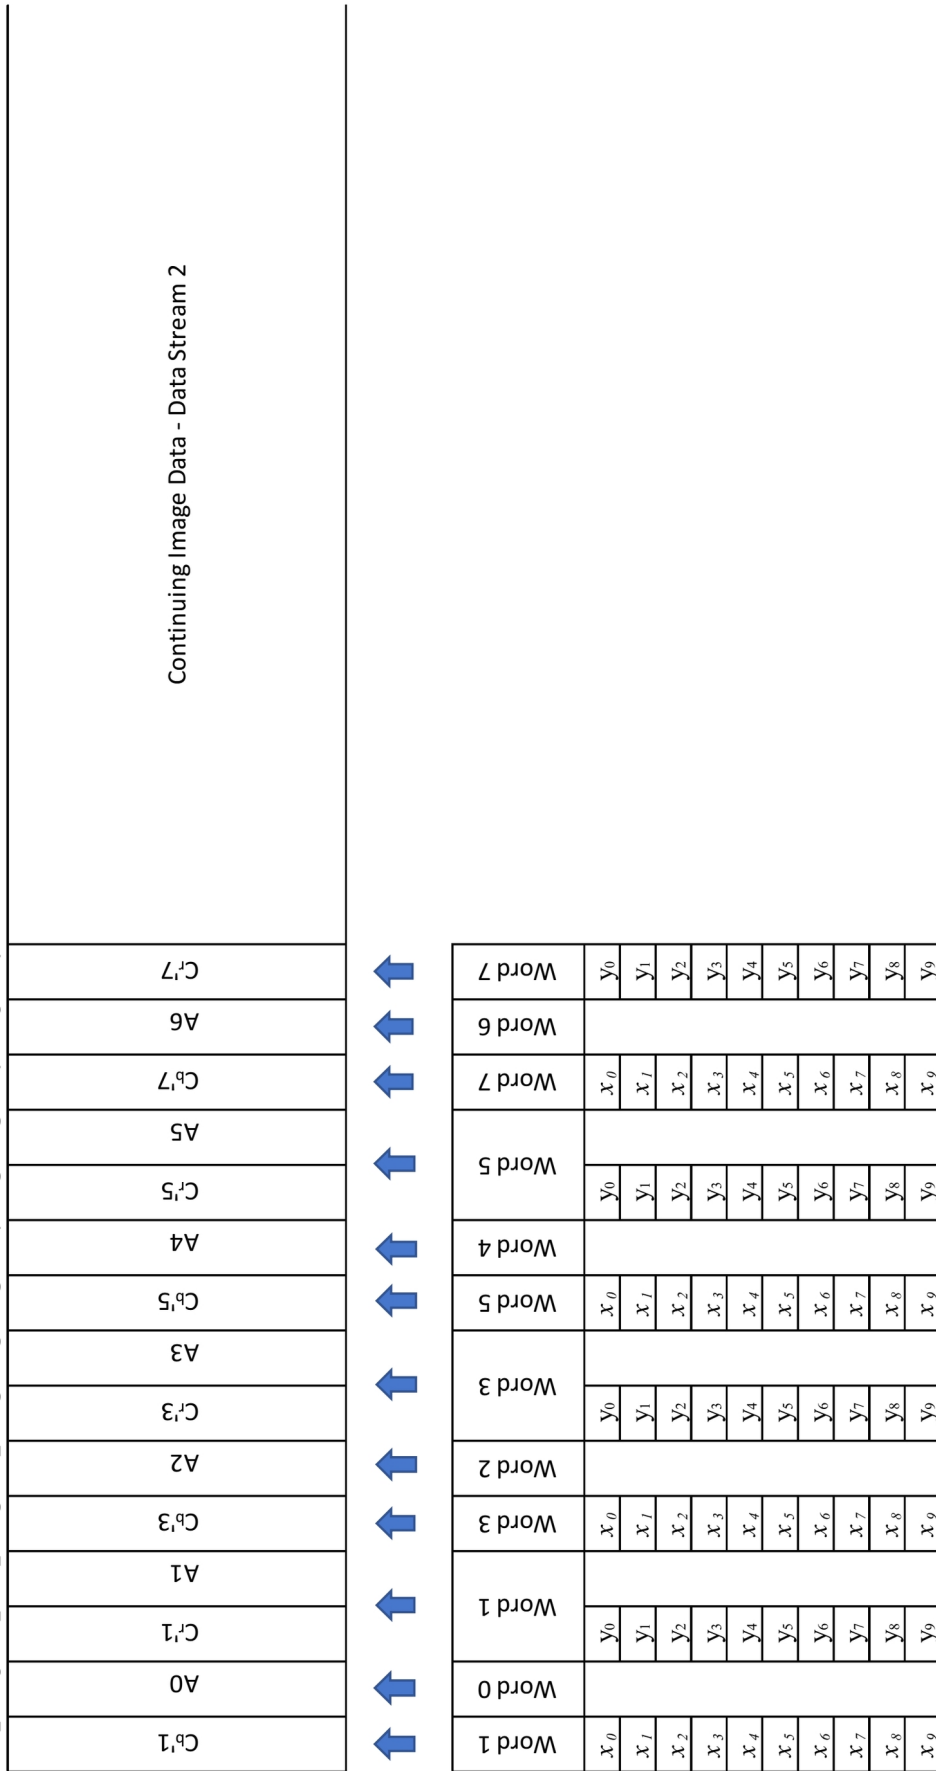 Cb'1 A0 Cr'1 A1 Cb'3 A2 Cr'3 A3 Cb'5 A4 Cr'5 A5 Cb'7 A6 Cr'7 Continuing Image Data - Data Stream 2
Word 1 Word 0 Word 1 Word 3 Word 2 Word 3 Word 5 Word 4 Word 5 Word 7 Word 6 Word 7
x0 y0 x0 y0 x0 y0 x0 y0
x1 y1 x1 y1 x1 y1 x1 y1
x2 y2 x2 y2 x2 y2 x2 y2
x3 y3 x3 y3 x3 y3 x3 y3
x4 y4 x4 y4 x4 y4 x4 y4
x5 y5 x5 y5 x5 y5 x5 y5
x6 y6 x6 y6 x6 y6 x6 y6
x7 y7 x7 y7 x7 y7 x7 y7
x8 y8 x8 y8 x8 y8 x8 y8
x9 y9 x9 y9 x9 y9 x9 y9